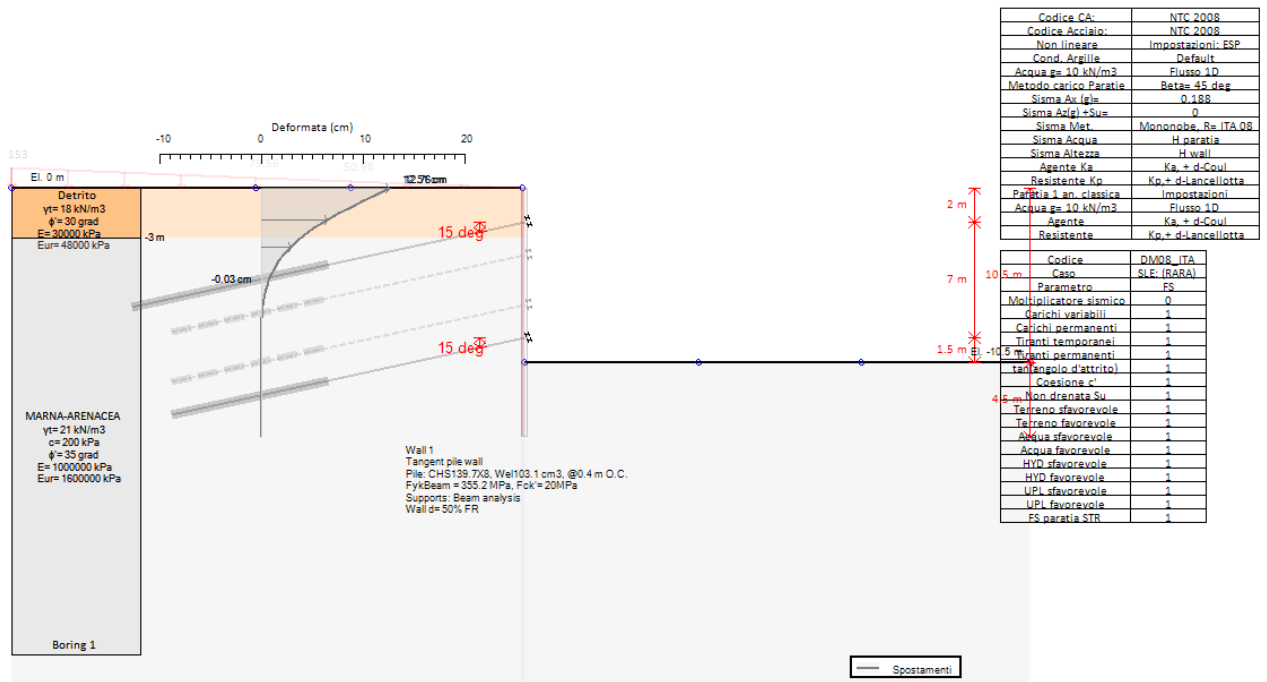 Codice CA: NTC 2008
Codice Acciaio: NTC 2008
Non lineare Impostazioni: ESP
Cond. Argille Default
Acqua g= 10 kN/m3 Flusso 1D
Metodo carico Paratie Beta= 45 deg
Sisma Ax (g)= 0.188
Sisma Az(g) +Su= 0
Sisma Met. Mononobe, R= ITA 08
Sisma Acqua H paratia
Sisma Altezza H wall
Agente Ka Ka, + d-Coul
Resistente Kp Kp,+ d-Lancellotta
Paratia 1 an. classica Impostazioni
Acqua g= 10 kN/m3 Flusso 1D
Agente Ka, + d-Coul
Resistente Kp,+ d-Lancellotta
Codice DM08_ITA
Caso SLE: (RARA)
Parametro FS
Moltiplicatore sismico 0
Carichi variabili 1
Carichi permanenti 1
Tiranti temporanei 1
Tiranti permanenti 1
tan(angolo d'attrito) 1
Coesione c' 1
Non drenata Su 1
Terreno sfavorevole 1
Terreno favorevole 1
Acqua sfavorevole 1
Acqua favorevole 1
HYD sfavorevole 1
HYD favorevole 1
UPL sfavorevole 1
UPL favorevole 1
FS paratia STR 1
Deformata (cm)
-10 0 10 20
153
El. 0 m
12.76cm
Detrito
γt= 18 kN/m3
ϕ'= 30 grad
E= 30000 kPa
Eur= 48000 kPa
-3 m
15 deg
-0.03 cm
15 deg
2 m
7 m
10.5 m
1.5 m
El. -10.5 m
4.5 m
MARNA-ARENACEA
γt= 21 kN/m3
c= 200 kPa
ϕ'= 35 grad
E= 1000000 kPa
Eur= 1600000 kPa
Wall 1
Tangent pile wall
Pile: CHS139.7X8, Wel103.1 cm3, @0.4 m O.C.
FykBeam = 355.2 MPa, Fck'= 20MPa
Supports: Beam analysis
Wall d= 50% FR
Boring 1
Spostamenti